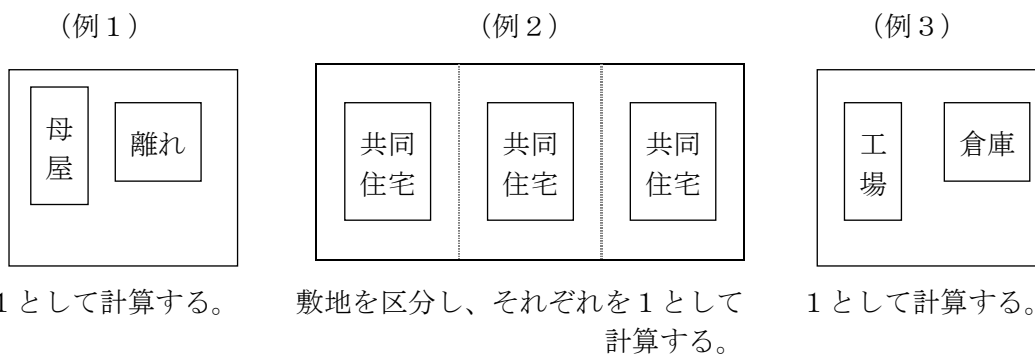 （例１）
（例２）
（例３）
母屋
離れ
共同
住宅
共同
住宅
共同
住宅
工場
倉庫
１として計算する。
敷地を区分し、それぞれを１として
計算する。
１として計算する。